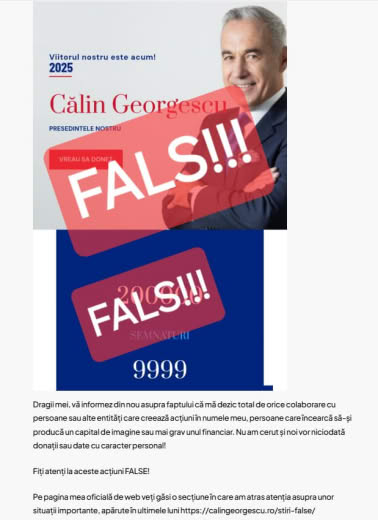 Viitorul nostru este acum!
2025
Călin Georgescu
PRESEDINTELE NOSTRU
VREAU SA DONEZ
FALS!!!
200000
FALS!!!
SEMNATURI
9999
Dragii mei, vă informez din nou asupra faptului că mă dezic total de orice colaborare cu
persoane sau alte entități care creează acțiuni în numele meu, persoane care încearcă să-și
producă un capital de imagine sau mai grav unul financiar. Nu am cerut și noi vor niciodată
donații sau date cu caracter personal!
Fiți atenți la aceste acțiuni FALSE!
Pe pagina mea oficială de web veți găsi o secțiune în care am atras atenția asupra unor
situații importante, apărute în ultimele luni https://calingeorgescu.ro/stiri-false/